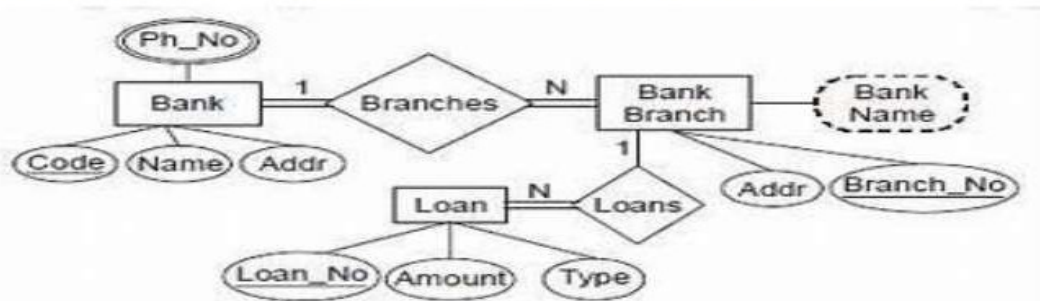 Ph_No
Bank
1
Branches
N
Bank
Branch
Bank
Name
Code
Name
Addr
1
Loan
N
Loans
Addr
Branch_No
Loan_No
Amount
Type